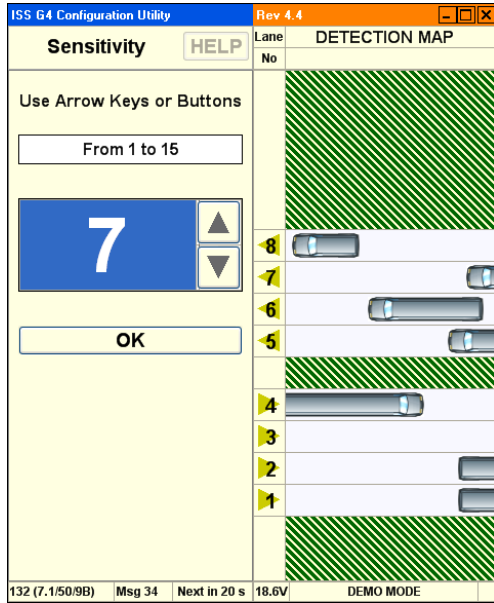 ISS G4 Configuration Utility
Rev 4.4
Sensitivity
HELP
Lane
No
DETECTION MAP
Use Arrow Keys or Buttons
From 1 to 15
7
OK
8
7
6
5
4
3
2
1
132 (7.1/50/9B)
Msg 34
Next in 20 s
18.6V
DEMO MODE